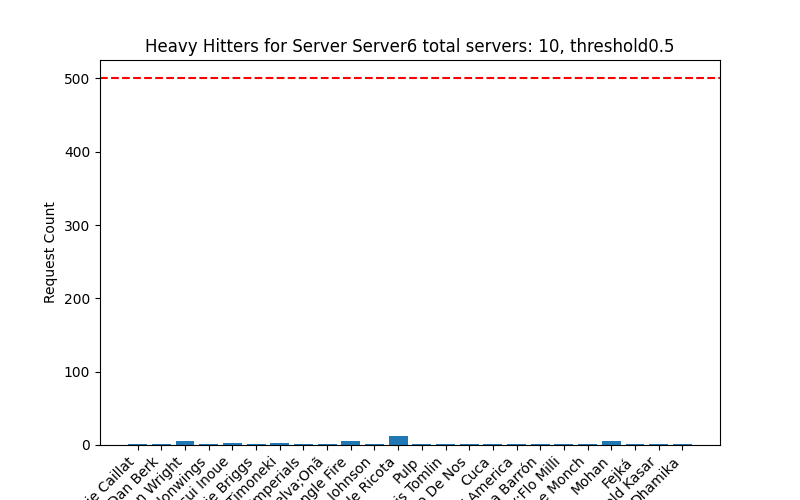 Heavy Hitters for Server Server6 total servers: 10, threshold0.5
Request Count
500
400
300
200
100
0
Caillat
Dan Berk
Wright
Inoue
Briggs
Timoneki
Fire
Johnson
Ricota
Pulp
Tomlin
De Nos
Cuca
America
Barrón
Flo Milli
Monch
Mohan
Fejká
Kasar
Dhamika